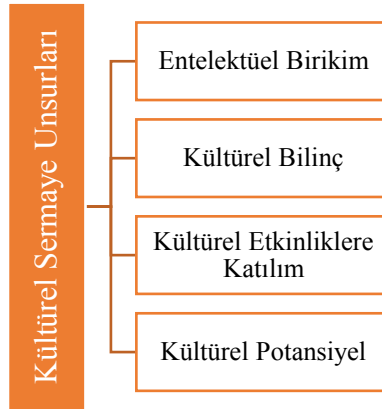 Kültürel Sermaye Unsurları
Entelektüel Birikim
Kültürel Bilinç
Kültürel Etkinliklere
Katılım
Kültürel Potansiyel